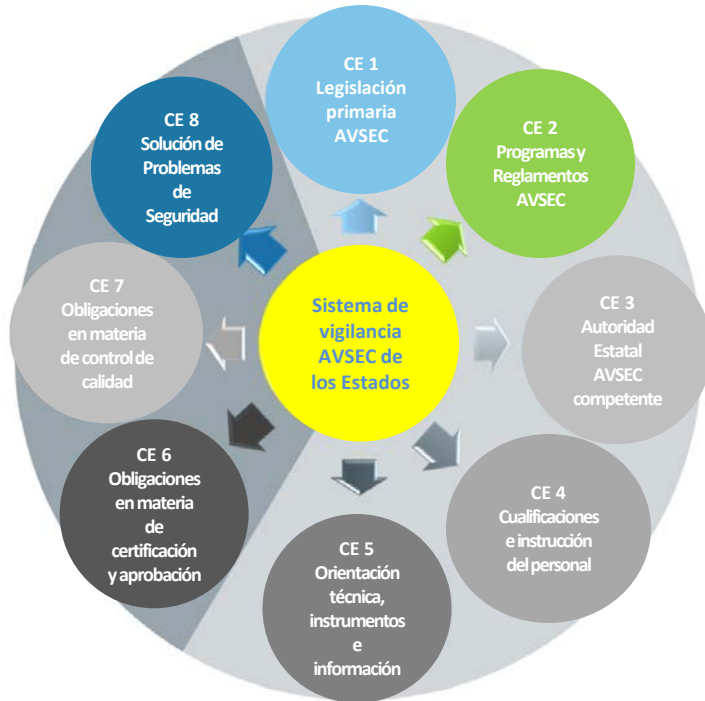 CE 1
Legislación
primaria
AVSEC
CE 2
Programas y
Reglamentos
AVSEC
CE 3
Autoridad
Estatal
AVSEC
competente
CE 4
Cualificaciones
e instrucción
del personal
CE 5
Orientación
técnica,
instrumentos
e
información
CE 6
Obligaciones
en materia
de
certificación
y aprobación
CE 7
Obligaciones
en materia
de control de
calidad
CE 8
Solución de
Problemas
de
Seguridad
Sistema de
vigilancia
AVSEC de
los Estados